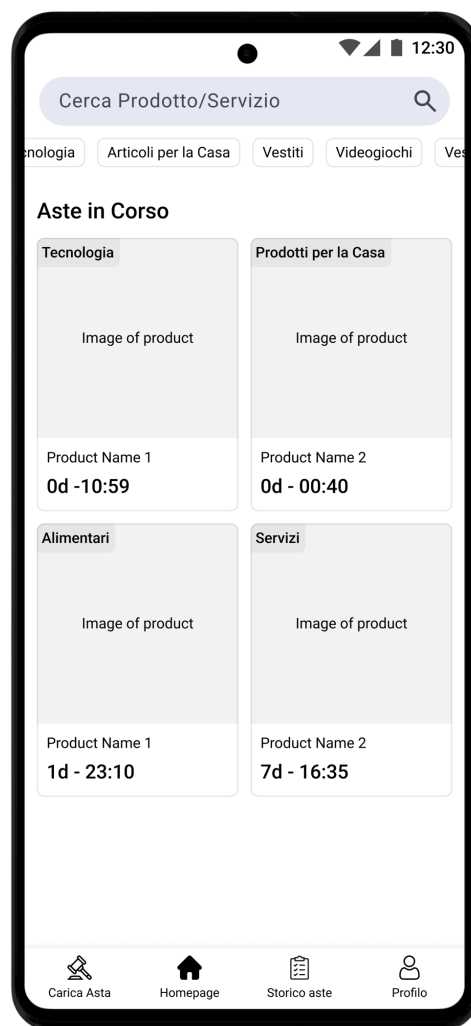 12:30
Cerca Prodotto/Servizio
cnologia Articoli per la Casa Vestiti Videogiochi Ves
Aste in Corso
Tecnologia
Image of product
Product Name 1
0d -10:59
Prodotti per la Casa
Image of product
Product Name 2
0d - 00:40
Alimentari
Image of product
Product Name 1
1d - 23:10
Servizi
Image of product
Product Name 2
7d - 16:35
Carica Asta Homepage Storico aste Profilo